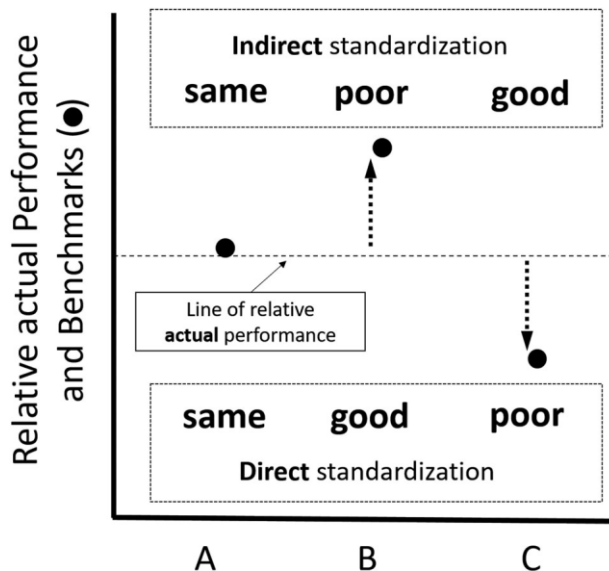 Relative actual Performance
and Benchmarks (●)
Indirect standardization
same poor good
Line of relative
actual performance
same good poor
Direct standardization
A B C